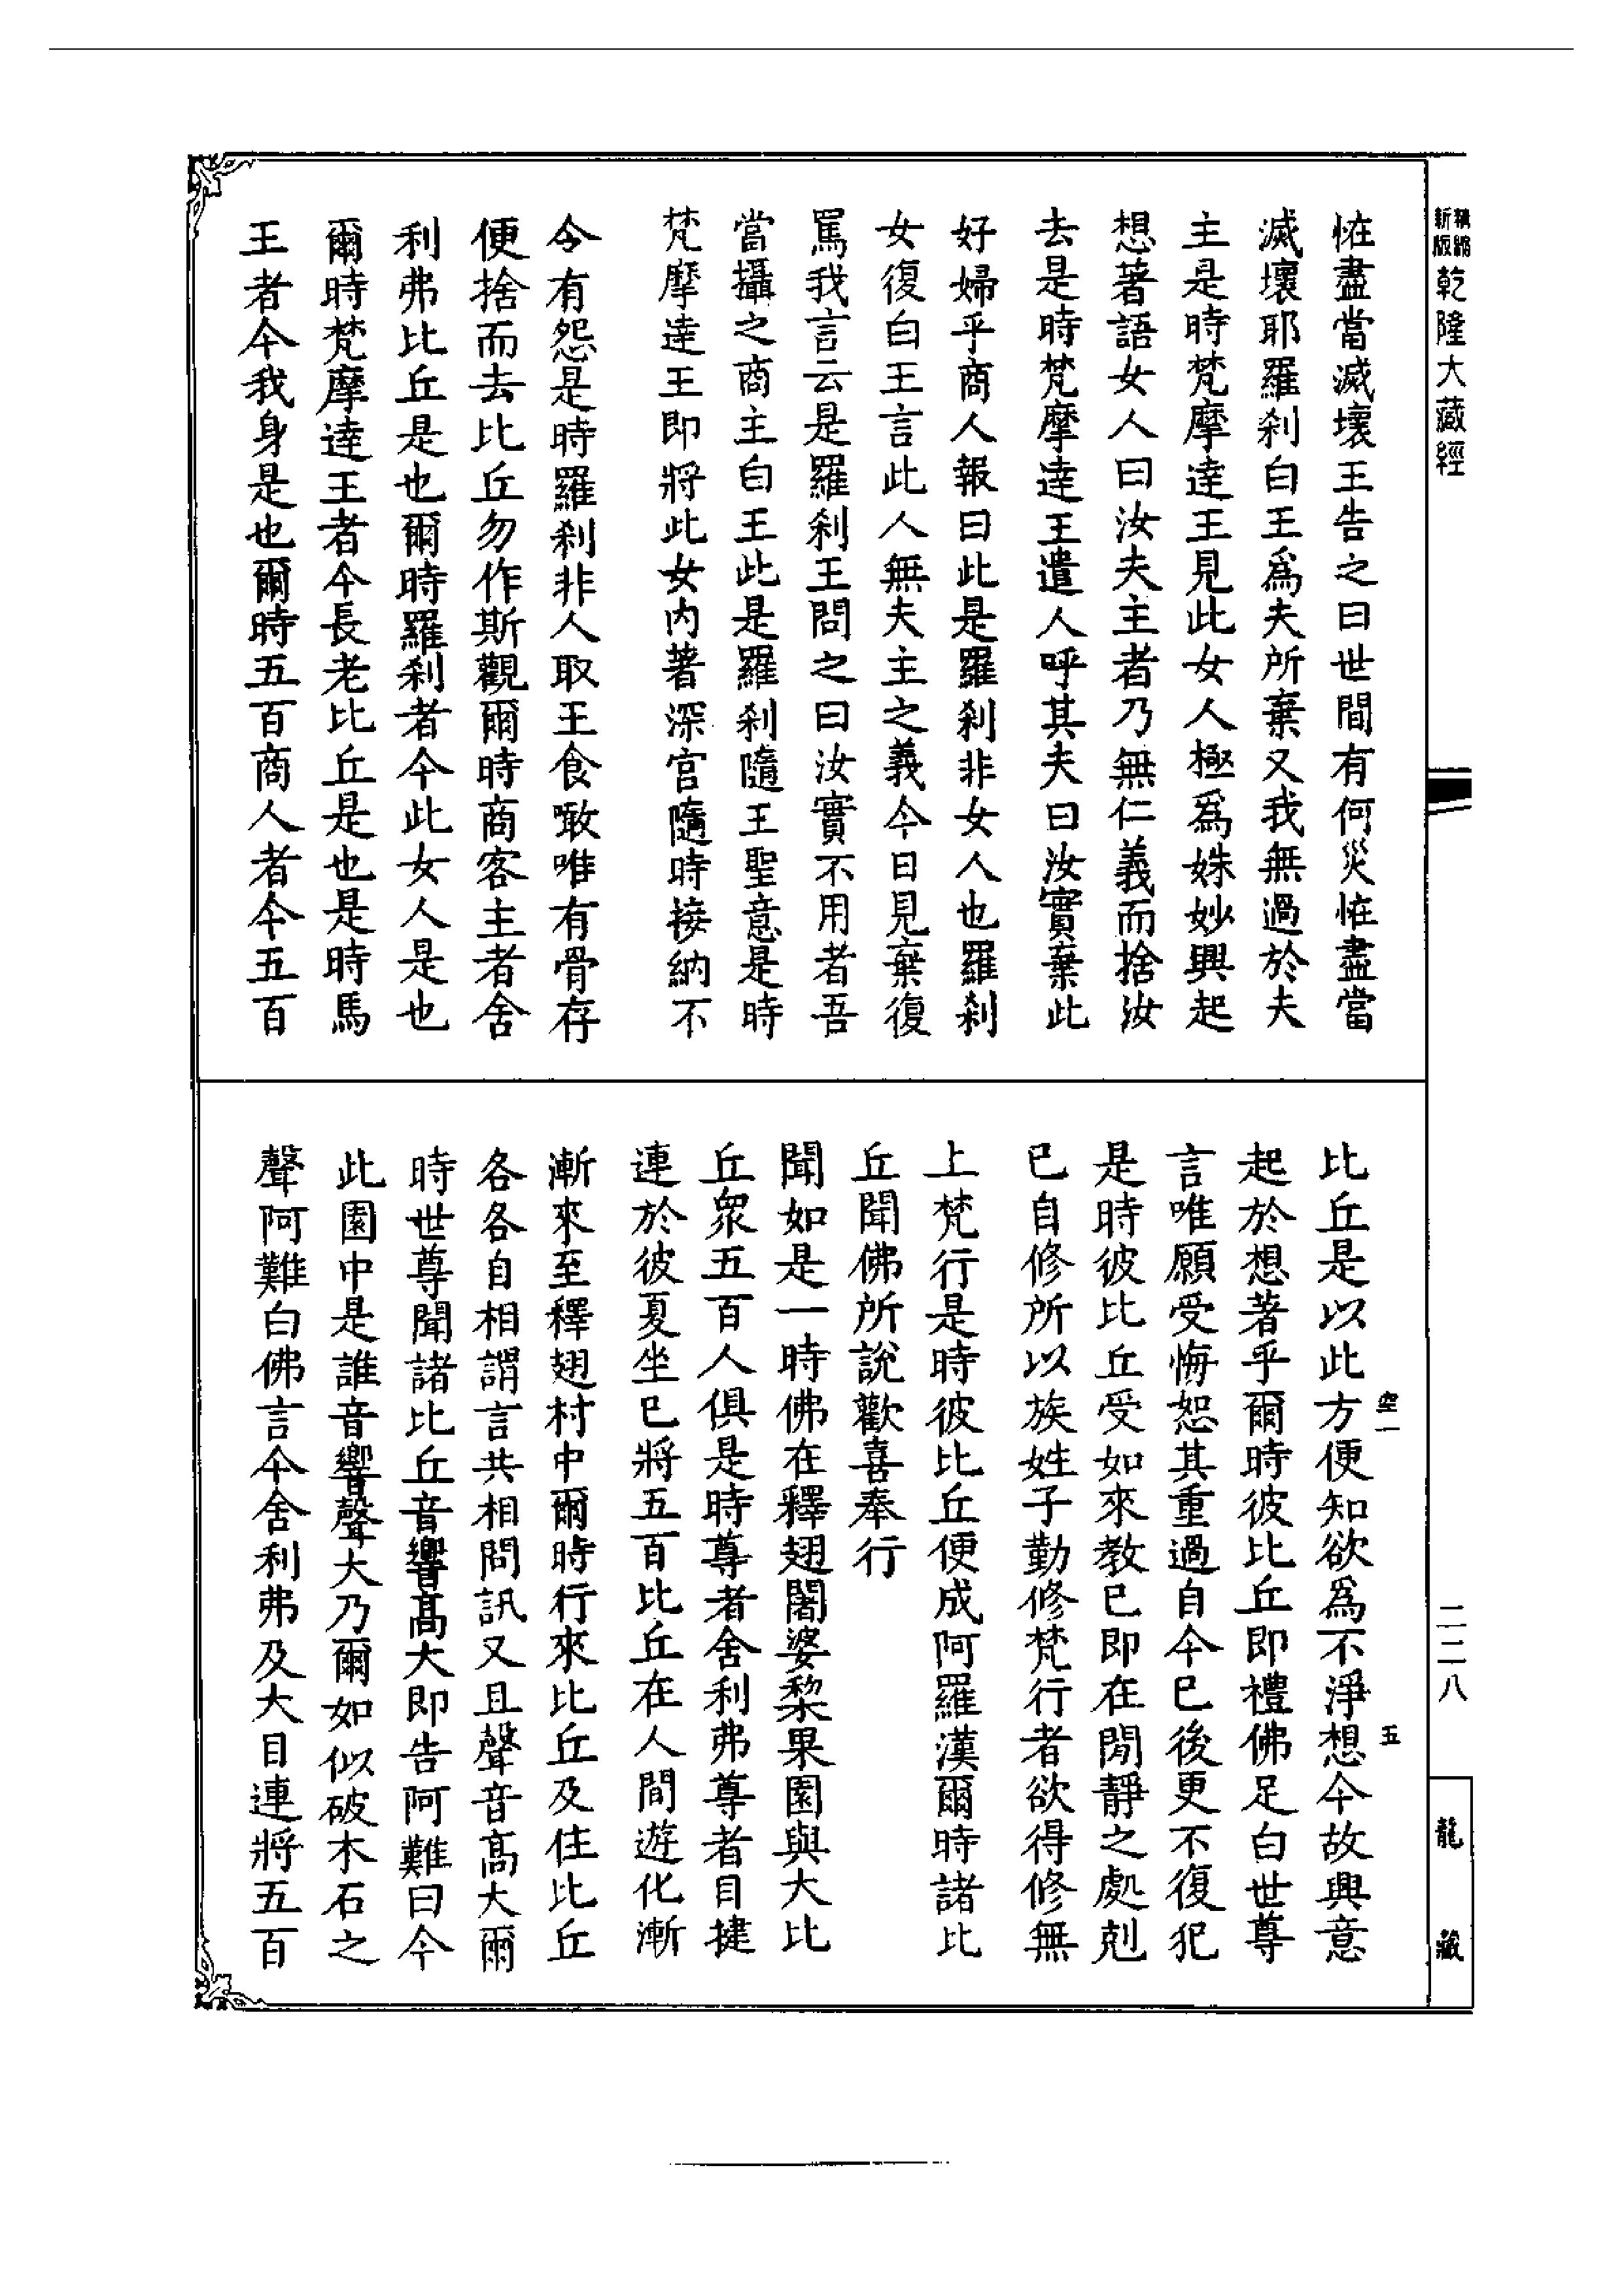 精縮
新版
乾隆大藏經
恠盡當滅壞王告之曰世間有何災恠盡當
滅壞耶羅刹白王爲夫所棄又我無過於夫
主是時梵摩達王見此女人極爲姝妙興起
想著語女人曰汝夫主者乃無仁義而捨汝
去是時梵摩達王遣人呼其夫曰汝實棄此
好婦乎商人報曰此是羅刹非女人也羅刹
女復白王言此人無夫主之義今日見棄復
罵我言云是羅刹王問之曰汝實不用者吾
當攝之商主白王此是羅刹隨王聖意是時
梵摩達王即將此女內著深宮隨時接納不
令有怨是時羅刹非人取王食噉唯有骨存
便捨而去比丘勿作斯觀爾時商客主者舍
利弗比丘是也爾時羅刹者今此女人是也
爾時梵摩達王者今長老比丘是也是時馬
王者今我身是也爾時五百商人者今五百
比丘是以此方便知欲爲不淨想今故興意
起於想著乎爾時彼比丘即禮佛足白世尊
言唯願受悔恕其重過自今已後更不復犯
是時彼比丘受如來教已即在閑靜之處剋
已自修所以族姓子勤修梵行者欲得修無
上梵行是時彼比丘便成阿羅漢爾時諸比
丘聞佛所說歡喜奉行
聞如是一時佛在釋翅闍婆梨果園與大比
丘眾五百人俱是時尊者舍利弗尊者目揵
連於彼夏坐已將五百比丘在人間遊化漸
漸來至釋翅村中爾時行來比丘及住比丘
各各自相謂言共相問訊又且聲音高大爾
時世尊聞諸比丘音響高大即告阿難曰今
此園中是誰音響聲大乃爾如似破木石之
聲阿難白佛言今舍利弗及大目連將五百
空一
五
二二八
龍藏